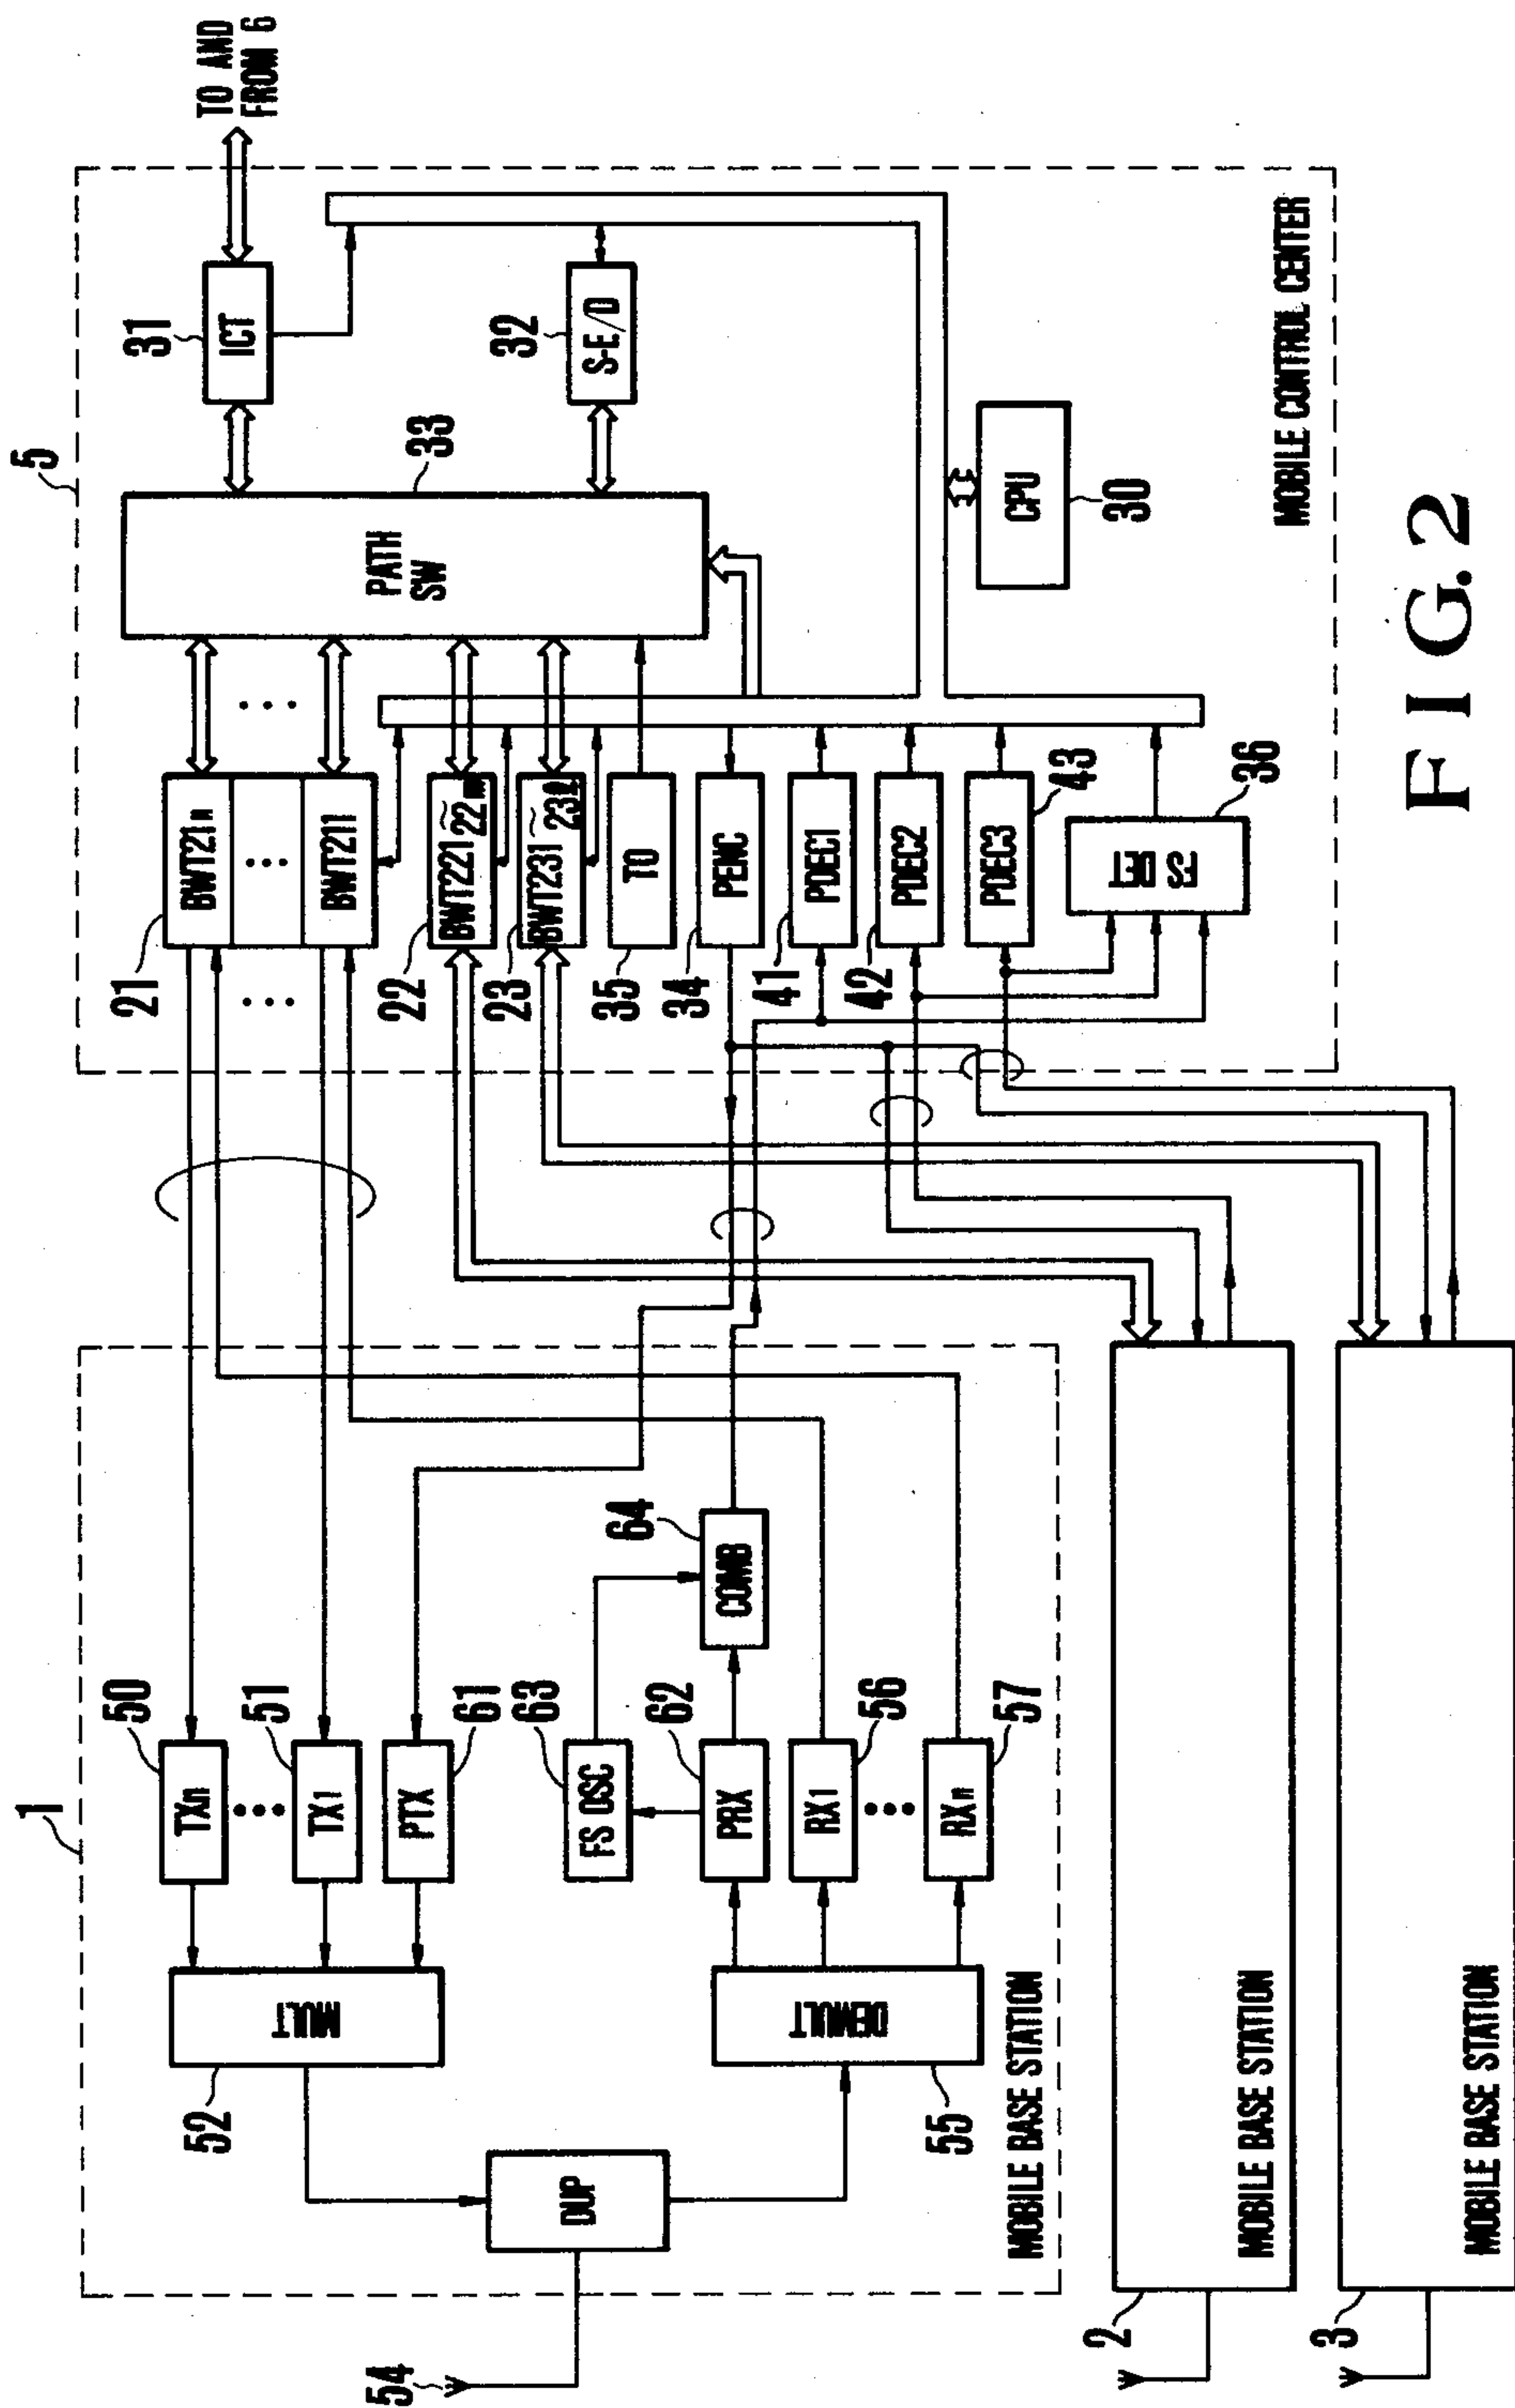 1
50
TXn
51
TX1
PTX
61
MULT
52
63
FS OSC
62
PRX
COMB
64
RX1
56
RXn
57
DEMULT
55
DUP
54
MOBILE BASE STATION
2
MOBILE BASE STATION
3
MOBILE BASE STATION
5
21
BWT21n
BWT211
22
BWT221
22m
23
BWT231
35
TO
34
PENC
41
PDEC1
42
PDEC2
PDEC3
43
FS DET
36
PATH
SW
33
31
ICT
32
S-E/D
CPU
30
TO AND
FROM 6
MOBILE CONTROL CENTER
FIG.2